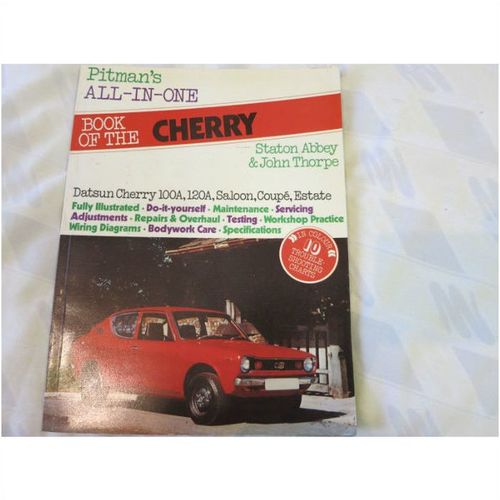 Pitman's
ALL-IN-ONE
BOOK
OF THE CHERRY
Staton Abbey
& John Thorpe
Datsun Cherry 100A, 120A, Saloon, Coupé, Estate
Fully Illustrated · Do-it-yourself · Maintenance · Servicing
Adjustments · Repairs & Overhaul · Testing · Workshop Practice
Wiring Diagrams · Bodywork Care · Specifications
IN COLOUR
10
TROUBLE-
SHOOTING
CHARTS